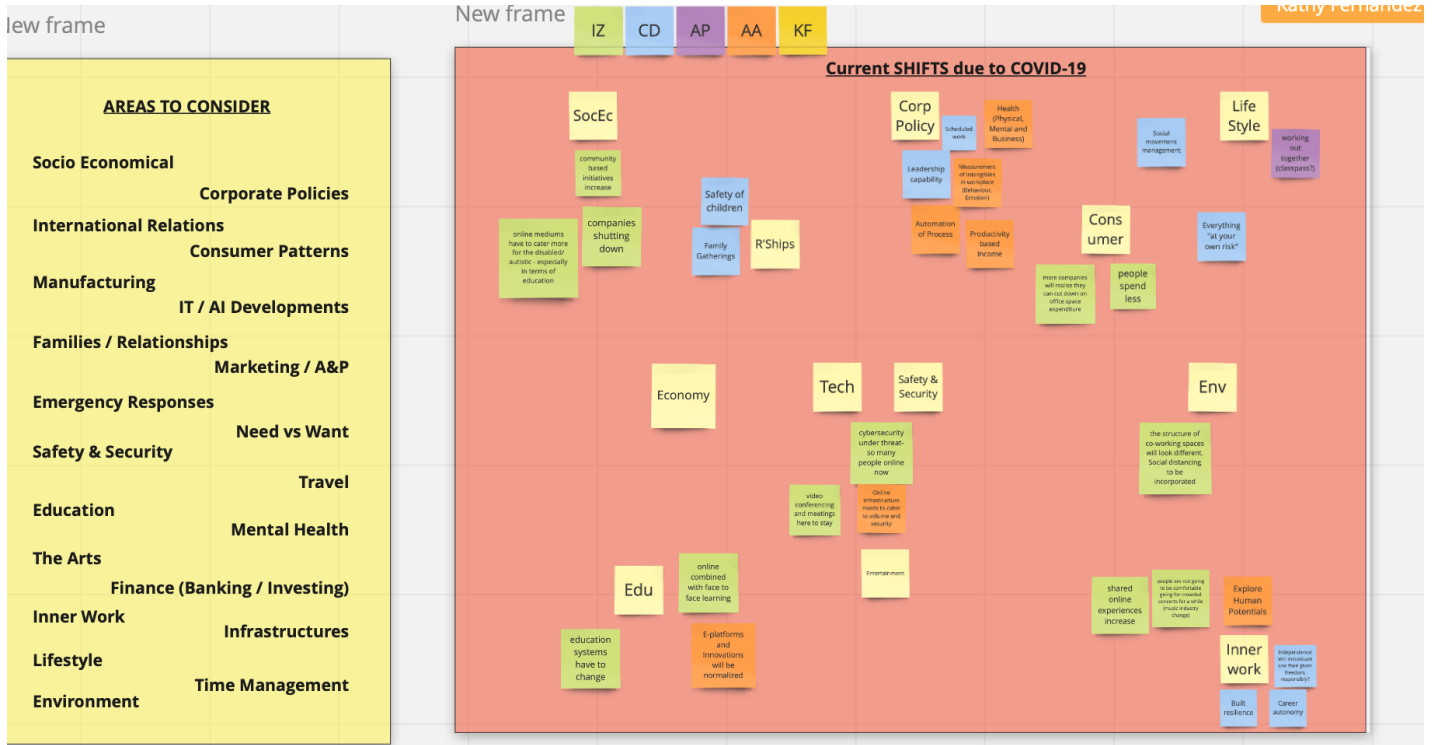 New frame
New frame
Kathy Fernandez
IZ
CD
AP
AA
KF
AREAS TO CONSIDER
Socio Economical
Corporate Policies
International Relations
Consumer Patterns
Manufacturing
IT / AI Developments
Families / Relationships
Marketing / A&P
Emergency Responses
Need vs Want
Safety & Security
Travel
Education
Mental Health
The Arts
Finance (Banking / Investing)
Inner Work
Infrastructures
Lifestyle
Time Management
Environment
Current SHIFTS due to COVID-19
SocEc
community
based
initiatives
increase
online mediums
have to cater more
for the disabled/
autistic - especially
in terms of
education
companies
shutting
down
Safety of
children
Family
Gatherings
R'Ships
Corp
Policy
Scheduled
work
Health
(Physical,
Mental and
Business)
Leadership
capability
Measurement
of intangibles
in workplace
(Behaviour,
Emotion)
Automation
of Process
Productivity
based
Income
Cons
umer
more companies
will realise they
can cut down on
office space
expenditure
people
spend
less
Social
movement
management
Life
Style
working
out
together
(classpass?)
Everything
"at your
own risk"
Economy
Tech
Safety &
Security
cybersecurity
under threat-
so many
people online
now
video
conferencing
and meetings
here to stay
Online
infrastructure
needs to cater
to volume and
security
Entertainment
Env
the structure of
co-working spaces
will look different.
Social distancing
to be
incorporated
Edu
online
combined
with face to
face learning
education
systems
have to
change
E-platforms
and
Innovations
will be
normalized
shared
online
experiences
increase
people are not going
to be comfortable
going for crowded
concerts for a while
(music industry
change)
Explore
Human
Potentials
Inner
work
Independence:
Will individuals
use their given
freedom,
responsibly?
Built
resilience
Career
autonomy